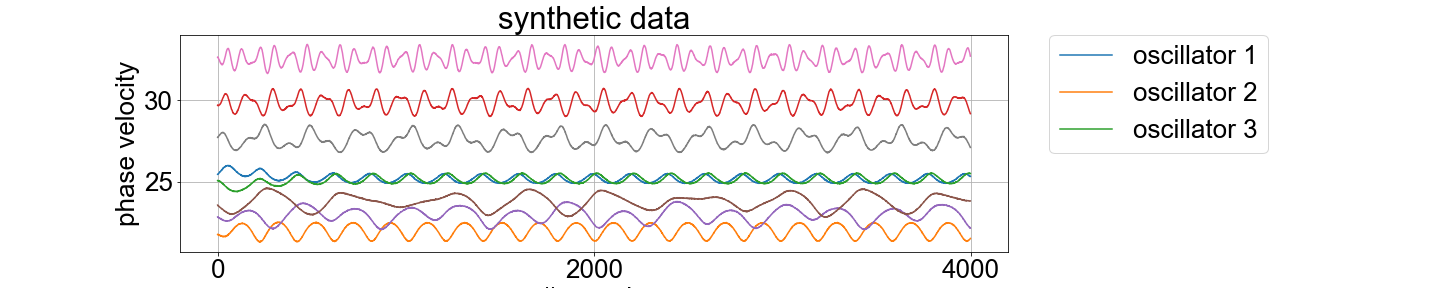 synthetic data
phase velocity
30
25
0
2000
4000
oscillator 1
oscillator 2
oscillator 3